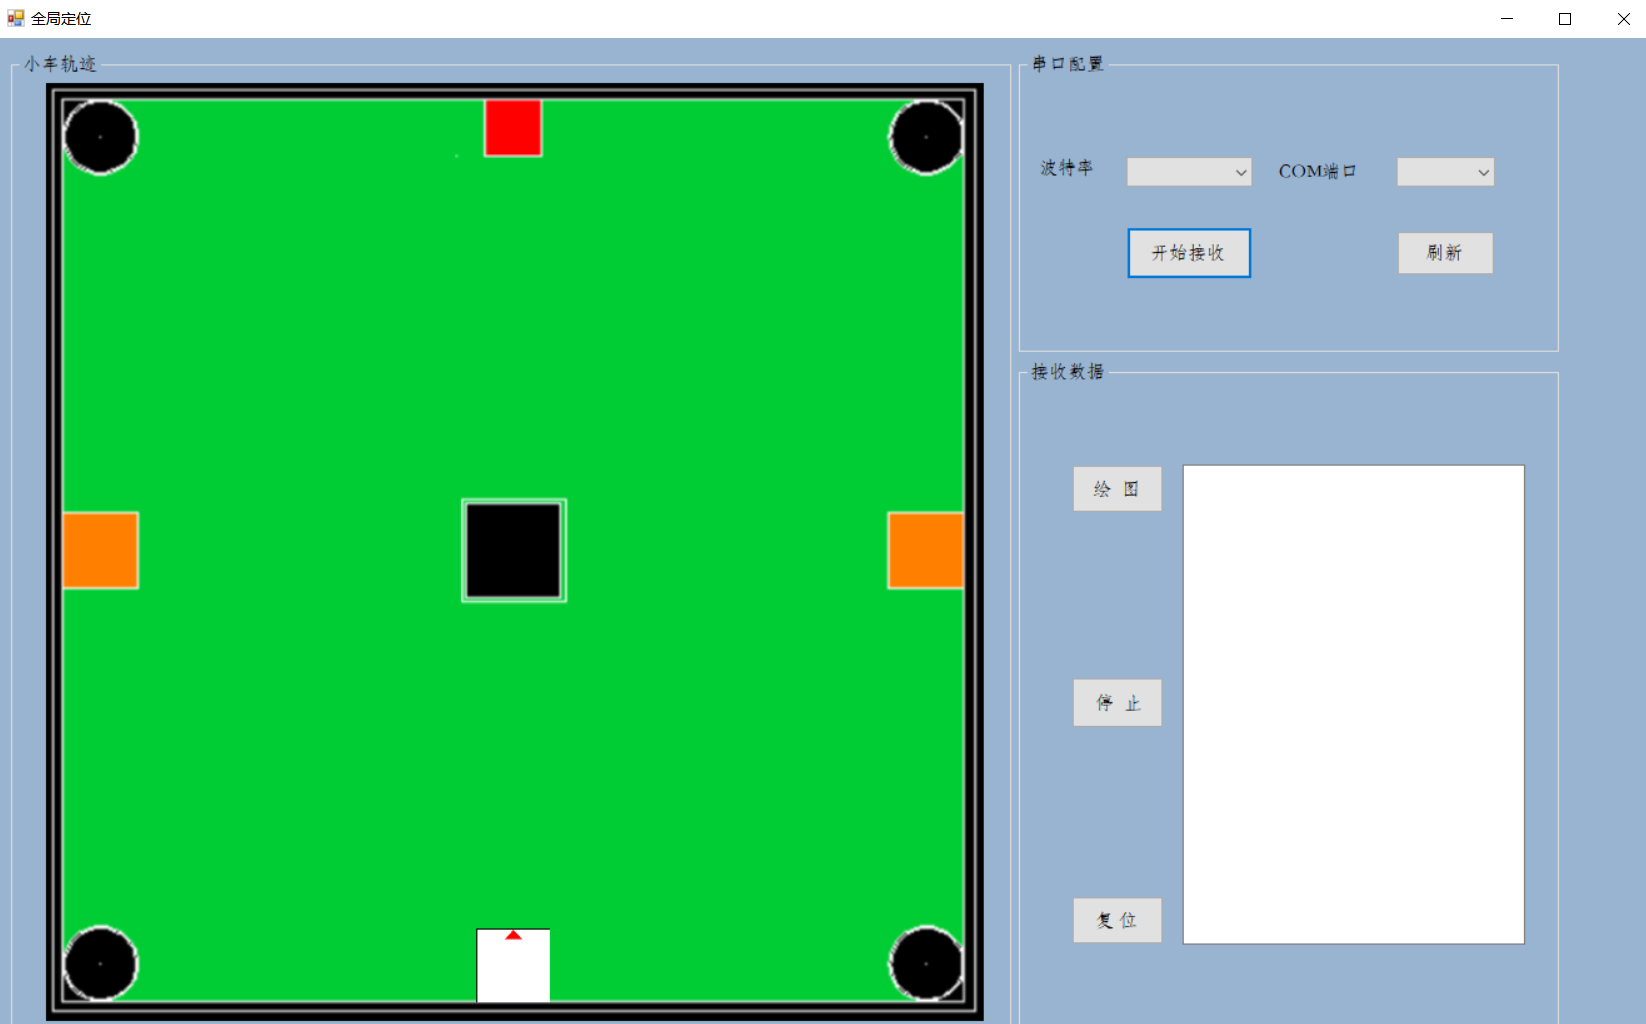 全局定位
小车轨迹
串口配置
波特率
COM端口
开始接收
刷新
接收数据
绘 图
停 止
复 位